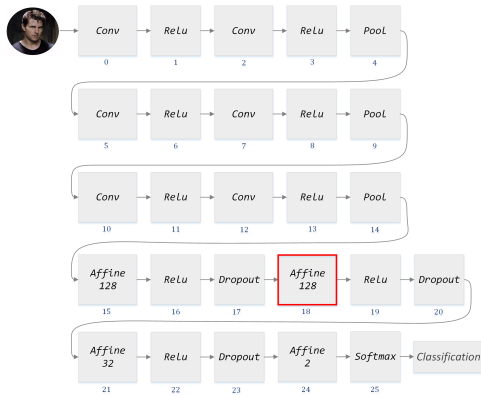 Conv Relu Conv Relu Pool
0 1 2 3 4
Conv Relu Conv Relu Pool
5 6 7 8 9
Conv Relu Conv Relu Pool
10 11 12 13 14
Affine 128 Relu Dropout Affine 128 Relu Dropout
15 16 17 18 19 20
Affine 32 Relu Dropout Affine 2 Softmax Classification
21 22 23 24 25